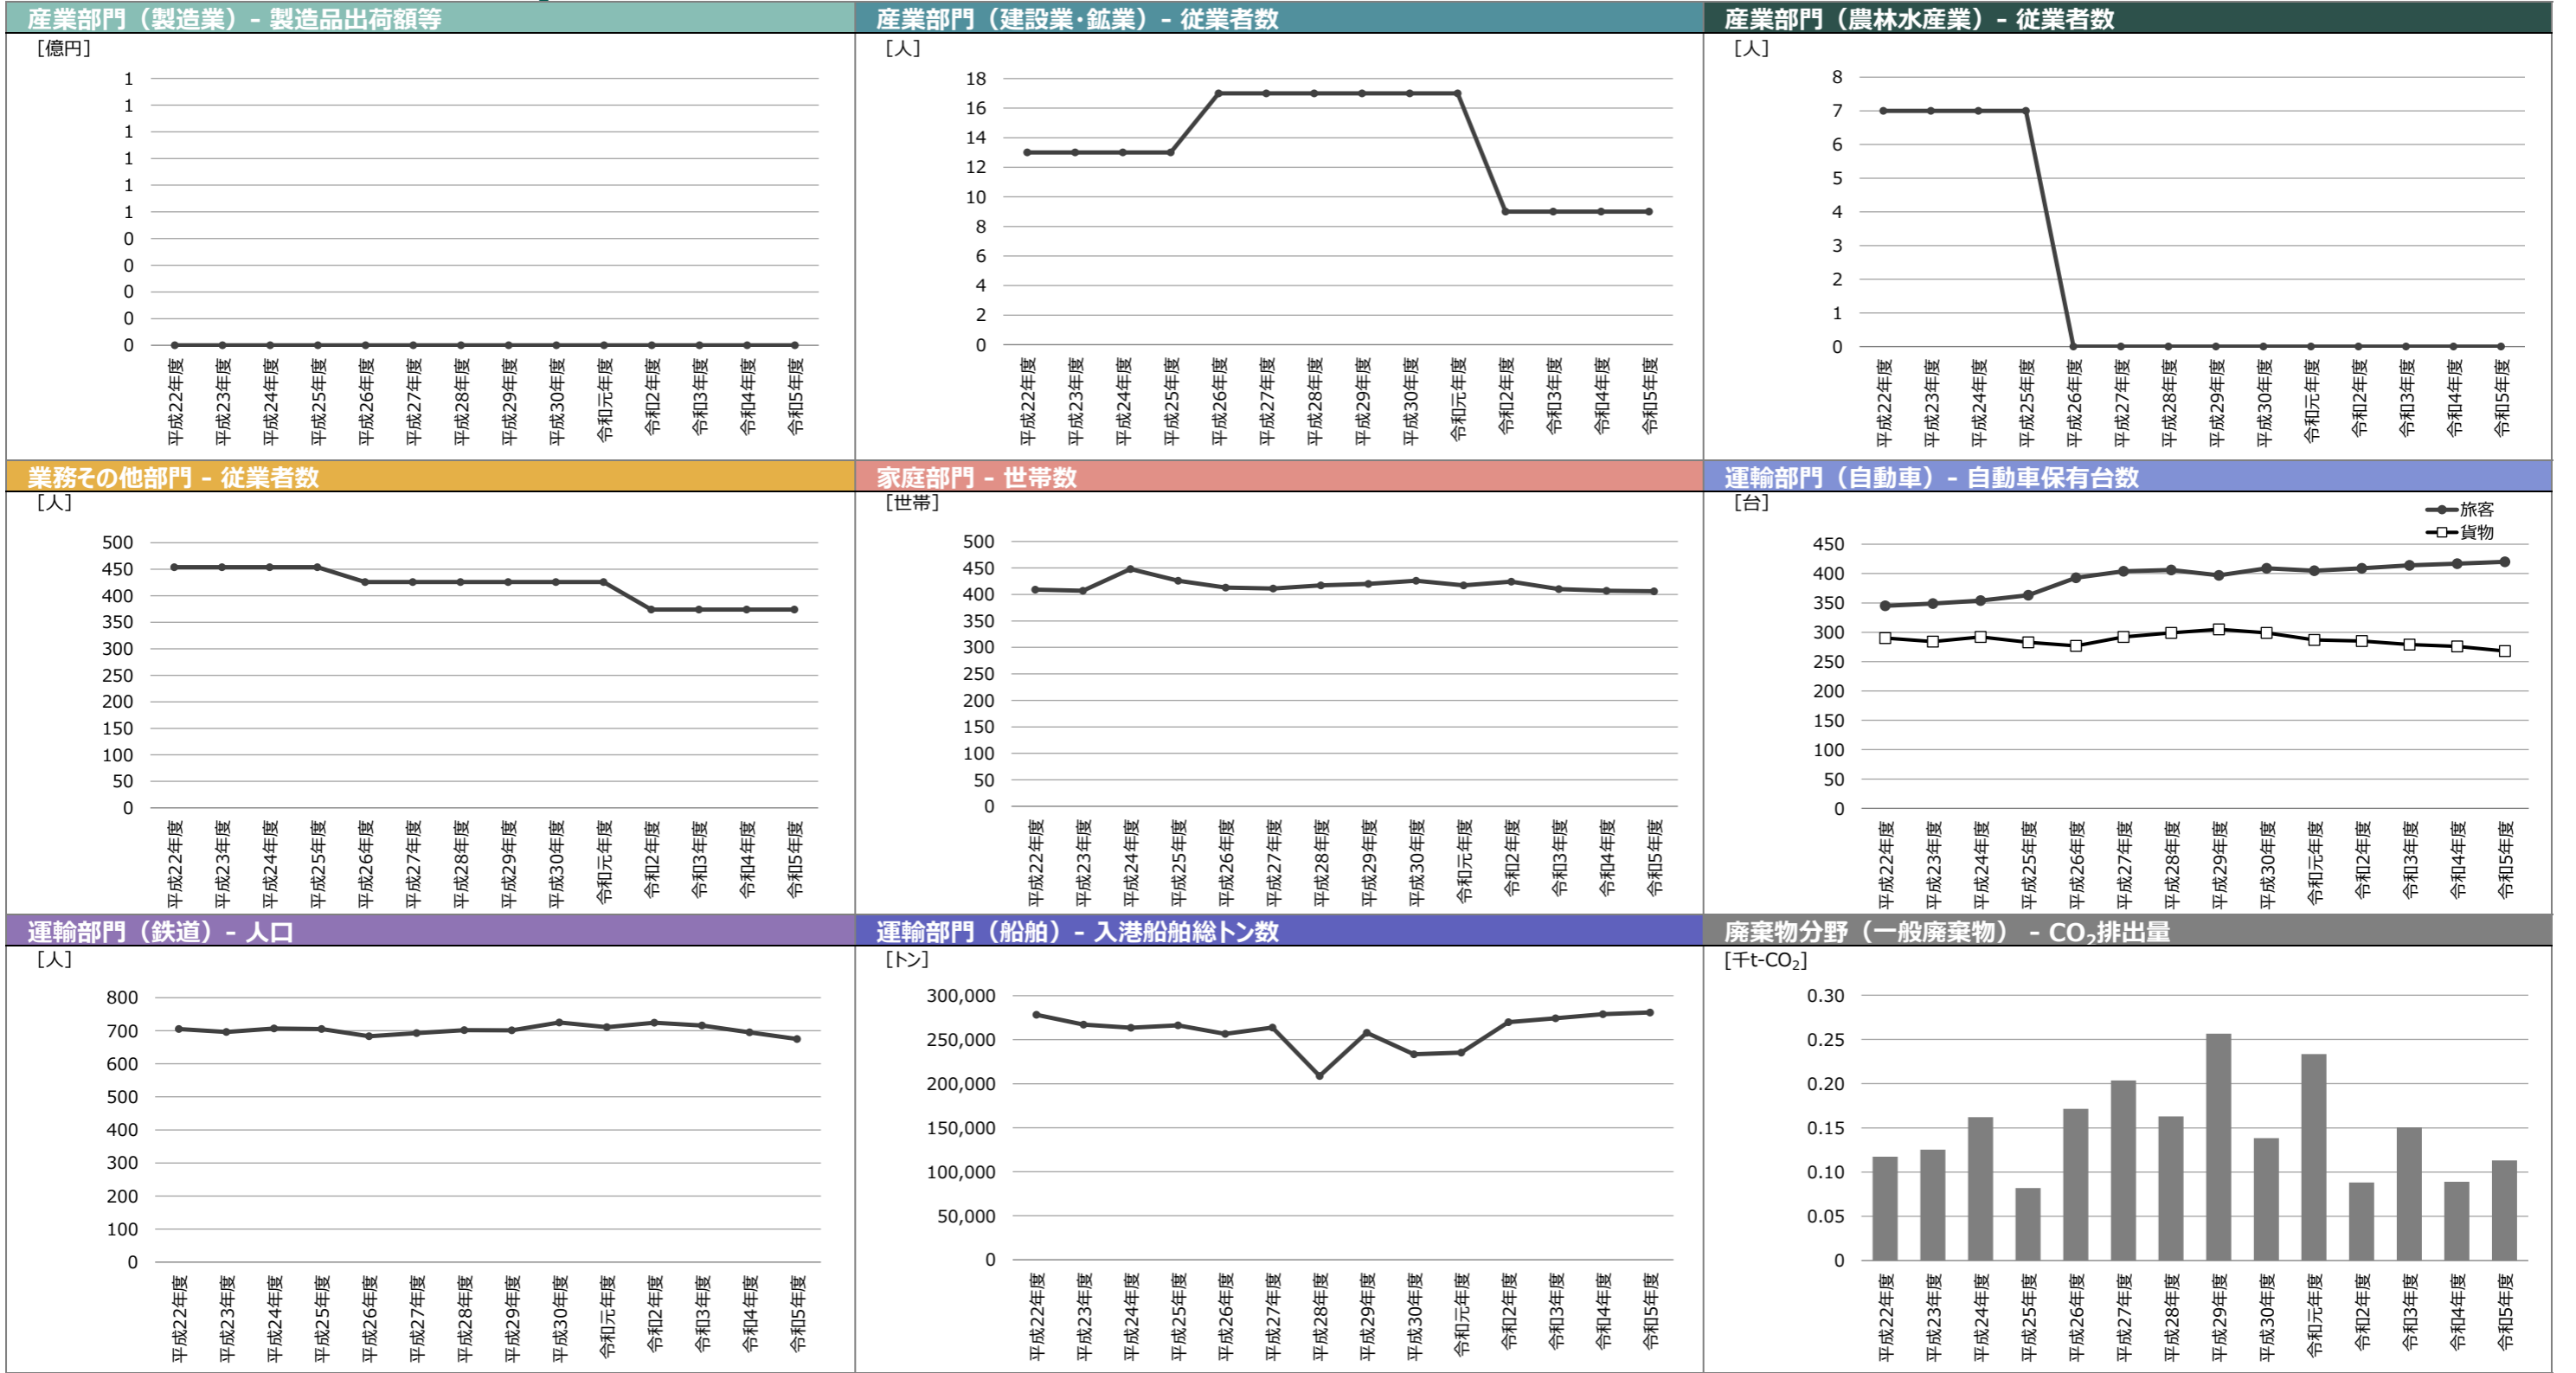 産業部門（製造業）- 製造品出荷額等
[億円]
1
1
1
1
1
1
0
0
0
0
0
平成22年度 平成23年度 平成24年度 平成25年度 平成26年度 平成27年度 平成28年度 平成29年度 平成30年度 令和元年度 令和2年度 令和3年度 令和4年度 令和5年度
産業部門（建設業・鉱業）- 従業者数
[人]
18
16
14
12
10
8
6
4
2
0
平成22年度 平成23年度 平成24年度 平成25年度 平成26年度 平成27年度 平成28年度 平成29年度 平成30年度 令和元年度 令和2年度 令和3年度 令和4年度 令和5年度
産業部門（農林水産業）- 従業者数
[人]
8
7
6
5
4
3
2
1
0
平成22年度 平成23年度 平成24年度 平成25年度 平成26年度 平成27年度 平成28年度 平成29年度 平成30年度 令和元年度 令和2年度 令和3年度 令和4年度 令和5年度
業務その他部門 - 従業者数
[人]
500
450
400
350
300
250
200
150
100
50
0
平成22年度 平成23年度 平成24年度 平成25年度 平成26年度 平成27年度 平成28年度 平成29年度 平成30年度 令和元年度 令和2年度 令和3年度 令和4年度 令和5年度
家庭部門 - 世帯数
[世帯]
500
450
400
350
300
250
200
150
100
50
0
平成22年度 平成23年度 平成24年度 平成25年度 平成26年度 平成27年度 平成28年度 平成29年度 平成30年度 令和元年度 令和2年度 令和3年度 令和4年度 令和5年度
運輸部門（自動車）- 自動車保有台数
[台]
旅客
貨物
450
400
350
300
250
200
150
100
50
0
平成22年度 平成23年度 平成24年度 平成25年度 平成26年度 平成27年度 平成28年度 平成29年度 平成30年度 令和元年度 令和2年度 令和3年度 令和4年度 令和5年度
運輸部門（鉄道）- 人口
[人]
800
700
600
500
400
300
200
100
0
平成22年度 平成23年度 平成24年度 平成25年度 平成26年度 平成27年度 平成28年度 平成29年度 平成30年度 令和元年度 令和2年度 令和3年度 令和4年度 令和5年度
運輸部門（船舶）- 入港船舶総トン数
[トン]
300,000
250,000
200,000
150,000
100,000
50,000
0
平成22年度 平成23年度 平成24年度 平成25年度 平成26年度 平成27年度 平成28年度 平成29年度 平成30年度 令和元年度 令和2年度 令和3年度 令和4年度 令和5年度
廃棄物分野（一般廃棄物） - CO₂排出量
[千t-CO₂]
0.30
0.25
0.20
0.15
0.10
0.05
0
平成22年度 平成23年度 平成24年度 平成25年度 平成26年度 平成27年度 平成28年度 平成29年度 平成30年度 令和元年度 令和2年度 令和3年度 令和4年度 令和5年度